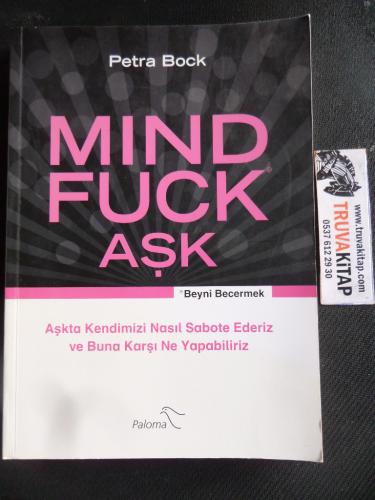 Petra Bock
MIND
FUCK®
AŞK
*Beyni Becermek
Aşkta Kendimizi Nasıl Sabote Ederiz
ve Buna Karşı Ne Yapabiliriz
Paloma
www.truvakitap.com
TRUVAKİTAP
0537 612 29 30